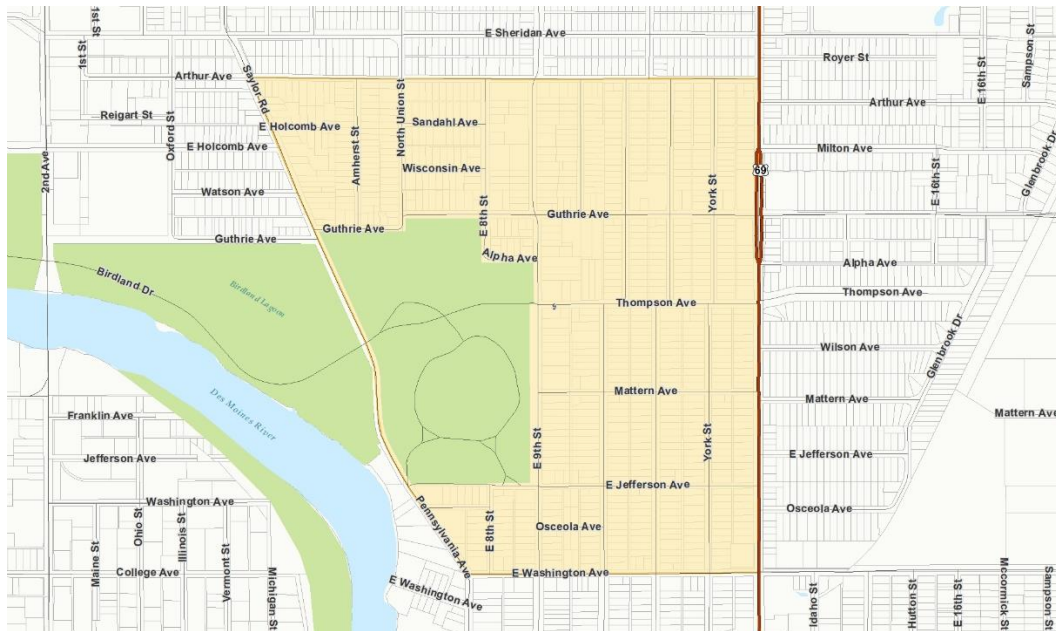 1st St
1st St
E Sheridan Ave
Sampson St
Royer St
E 16th St
Arthur Ave
Saylor Rd
North Union St
Arthur Ave
Reigart St
Oxford St
E Holcomb Ave
Sandahl Ave
Amherst St
E Holcomb Ave
Milton Ave
Glenbrook Dr
2nd Ave
Wisconsin Ave
69
E 16th St
Watson Ave
York St
E 8th St
Guthrie Ave
Guthrie Ave
Guthrie Ave
Alpha Ave
Alpha Ave
Birdland Dr
Birdland Lagoon
Thompson Ave
Thompson Ave
Wilson Ave
Glenbrook Dr
Des Moines River
Mattern Ave
Mattern Ave
Mattern Ave
Franklin Ave
E 9th St
York St
Jefferson Ave
E Jefferson Ave
E Jefferson Ave
Washington Ave
Pennsylvania Ave
Osceola Ave
Osceola Ave
Ohio St
Illinois St
E 8th St
Maine St
Vermont St
College Ave
Michigan St
E Washington Ave
E Washington Ave
Idaho St
Hutton St
E 16th St
Mccormick St
Sampson St